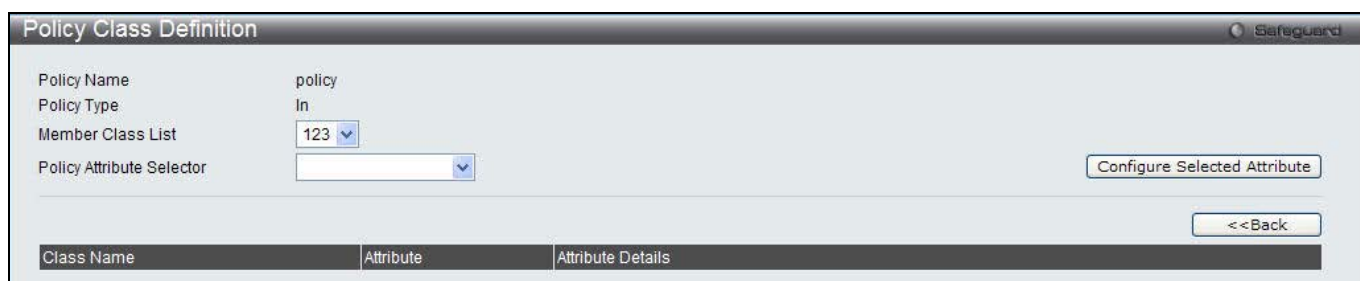 Policy Class Definition
Safeguard
Policy Name policy
Policy Type In
Member Class List 123
Policy Attribute Selector
Configure Selected Attribute
<<Back
Class Name Attribute Attribute Details